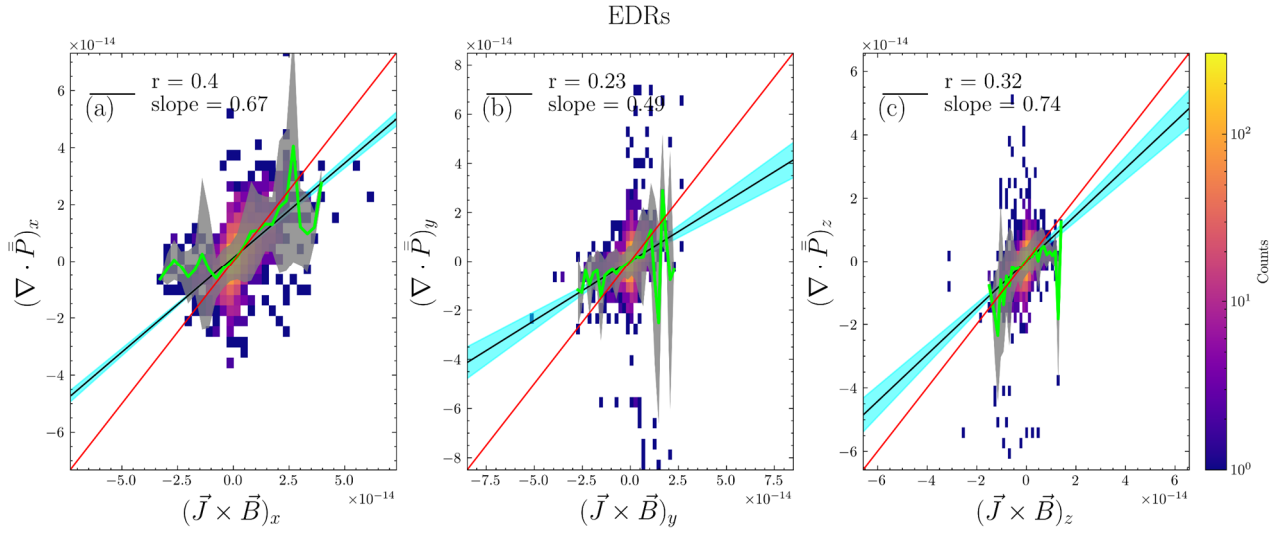 EDRs
×10⁻¹⁴
(a)
r = 0.4
slope = 0.67
6
4
2
0
−2
−4
−6
(∇ · P̿)ₓ
−5.0 −2.5 0.0 2.5 5.0
×10⁻¹⁴
(J⃗ × B⃗)ₓ
×10⁻¹⁴
(b)
r = 0.23
slope = 0.49
8
6
4
2
0
−2
−4
−6
−8
(∇ · P̿)ᵧ
−7.5 −5.0 −2.5 0.0 2.5 5.0 7.5
×10⁻¹⁴
(J⃗ × B⃗)ᵧ
×10⁻¹⁴
(c)
r = 0.32
slope = 0.74
6
4
2
0
−2
−4
−6
(∇ · P̿)z
−6 −4 −2 0 2 4 6
×10⁻¹⁴
(J⃗ × B⃗)z
10²
10¹
10⁰
Counts